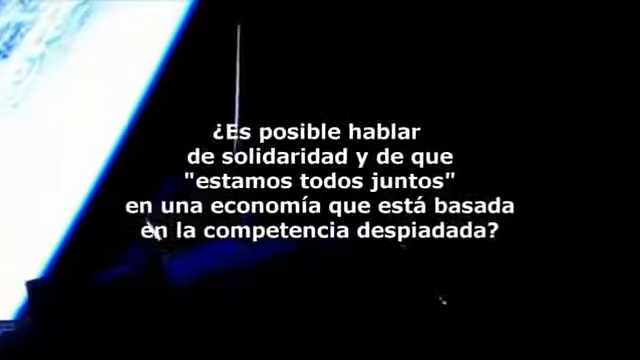 ¿Es posible hablar
de solidaridad y de que
"estamos todos juntos"
en una economía que está basada
en la competencia despiadada?